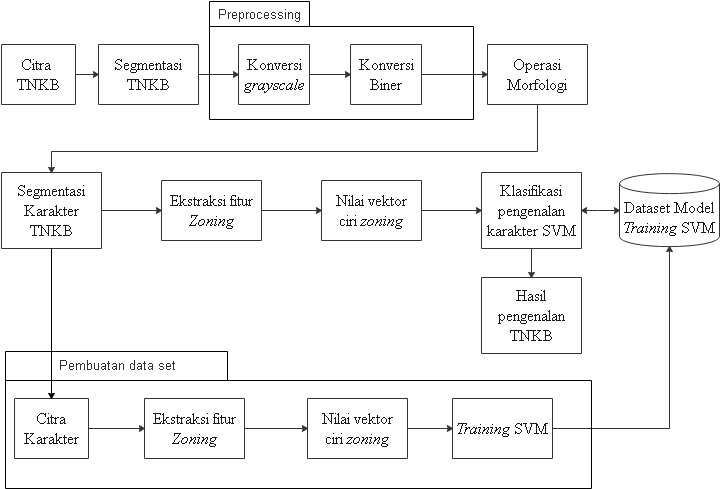 Preprocessing
Citra
TNKB
Segmentasi
TNKB
Konversi
grayscale
Konversi
Biner
Operasi
Morfologi
Segmentasi
Karakter
TNKB
Ekstraksi fitur
Zoning
Nilai vektor
ciri zoning
Klasifikasi
pengenalan
karakter SVM
Dataset Model
Training SVM
Hasil
pengenalan
TNKB
Pembuatan data set
Citra
Karakter
Ekstraksi fitur
Zoning
Nilai vektor
ciri zoning
Training SVM